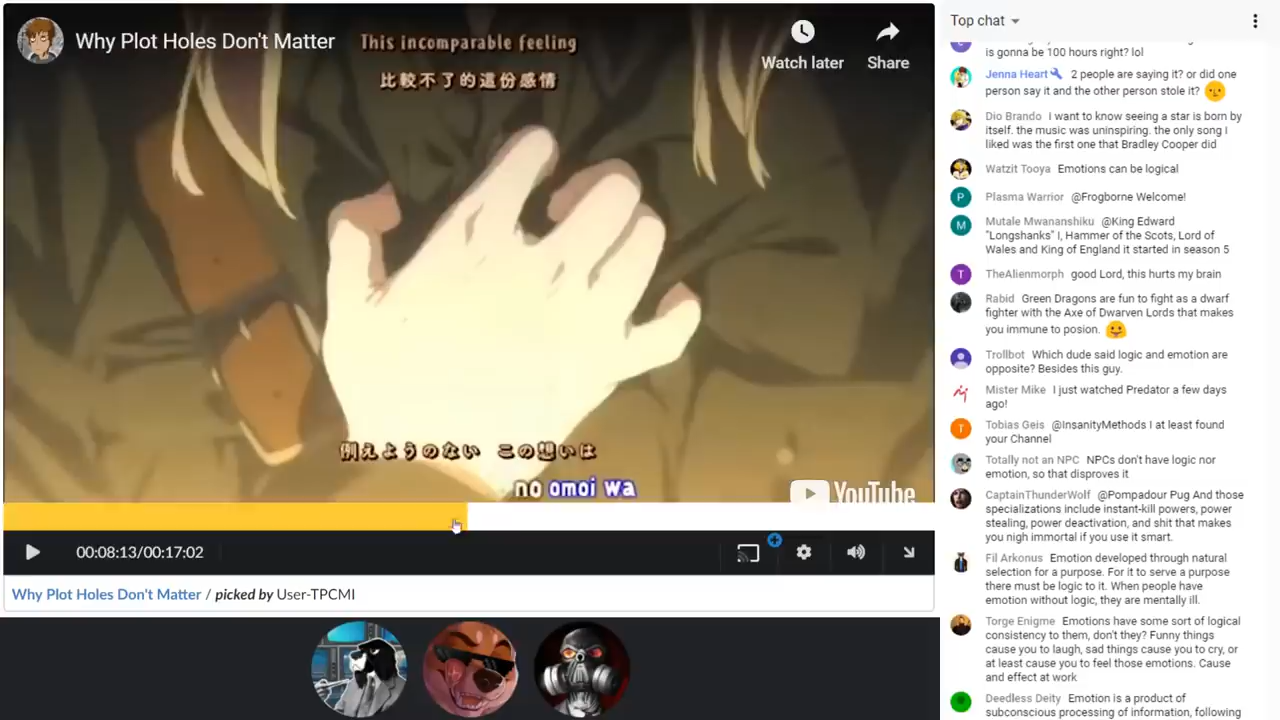 Why Plot Holes Don't Matter
This incomparable feeling
比較不了的這份感情
Watch later
Share
例えようのない この想いは
no omoi wa
YouTube
00:08:13/00:17:02
Why Plot Holes Don't Matter / picked by User-TPCMI
Top chat
is gonna be 100 hours right? lol
Jenna Heart 2 people are saying it? or did one
person say it and the other person stole it?
Dio Brando I want to know seeing a star is born by
itself. the music was uninspiring. the only song I
liked was the first one that Bradley Cooper did
Watzit Tooya Emotions can be logical
P
Plasma Warrior @Frogborne Welcome!
M
Mutale Mwananshiku @King Edward
"Longshanks" I, Hammer of the Scots, Lord of
Wales and King of England it started in season 5
T
TheAlienmorph good Lord, this hurts my brain
Rabid Green Dragons are fun to fight as a dwarf
fighter with the Axe of Dwarven Lords that makes
you immune to posion.
Trollbot Which dude said logic and emotion are
opposite? Besides this guy.
Mister Mike I just watched Predator a few days
ago!
T
Tobias Geis @InsanityMethods I at least found
your Channel
Totally not an NPC NPCs don't have logic nor
emotion, so that disproves it
CaptainThunderWolf @Pompadour Pug And those
specializations include instant-kill powers, power
stealing, power deactivation, and shit that makes
you nigh immortal if you use it smart.
Fil Arkonus Emotion developed through natural
selection for a purpose. For it to serve a purpose
there must be logic to it. When people have
emotion without logic, they are mentally ill.
Torge Enigme Emotions have some sort of logical
consistency to them, don't they? Funny things
cause you to laugh, sad things cause you to cry, or
at least cause you to feel those emotions. Cause
and effect at work
Deedless Deity Emotion is a product of
subconscious processing of information, following